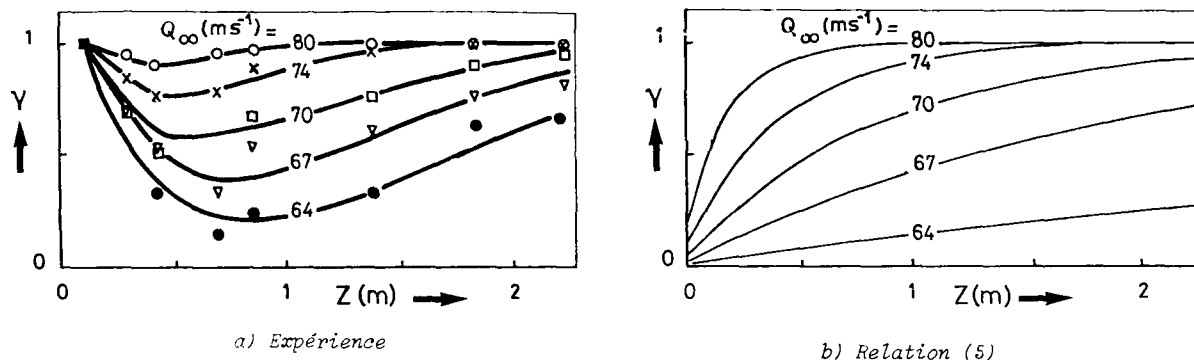 Q∞(ms⁻¹)=
1
80
74
70
67
64
γ
0
0
1
2
Z(m)
a) Expérience
Q∞(ms⁻¹)=
1
80
74
70
67
64
γ
0
0
1
2
Z(m)
b) Relation (5)